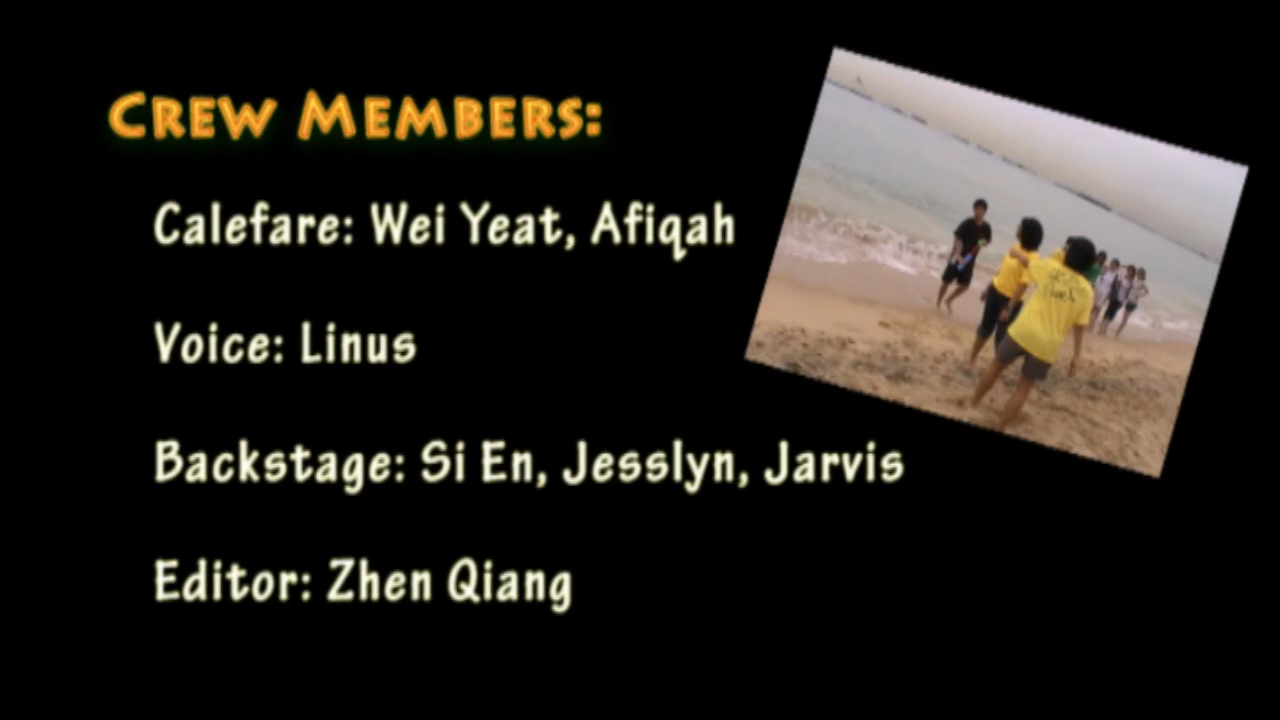 Crew Members:
Calefare: Wei Yeat, Afiqah
Voice: Linus
Backstage: Si En, Jesslyn, Jarvis
Editor: Zhen Qiang